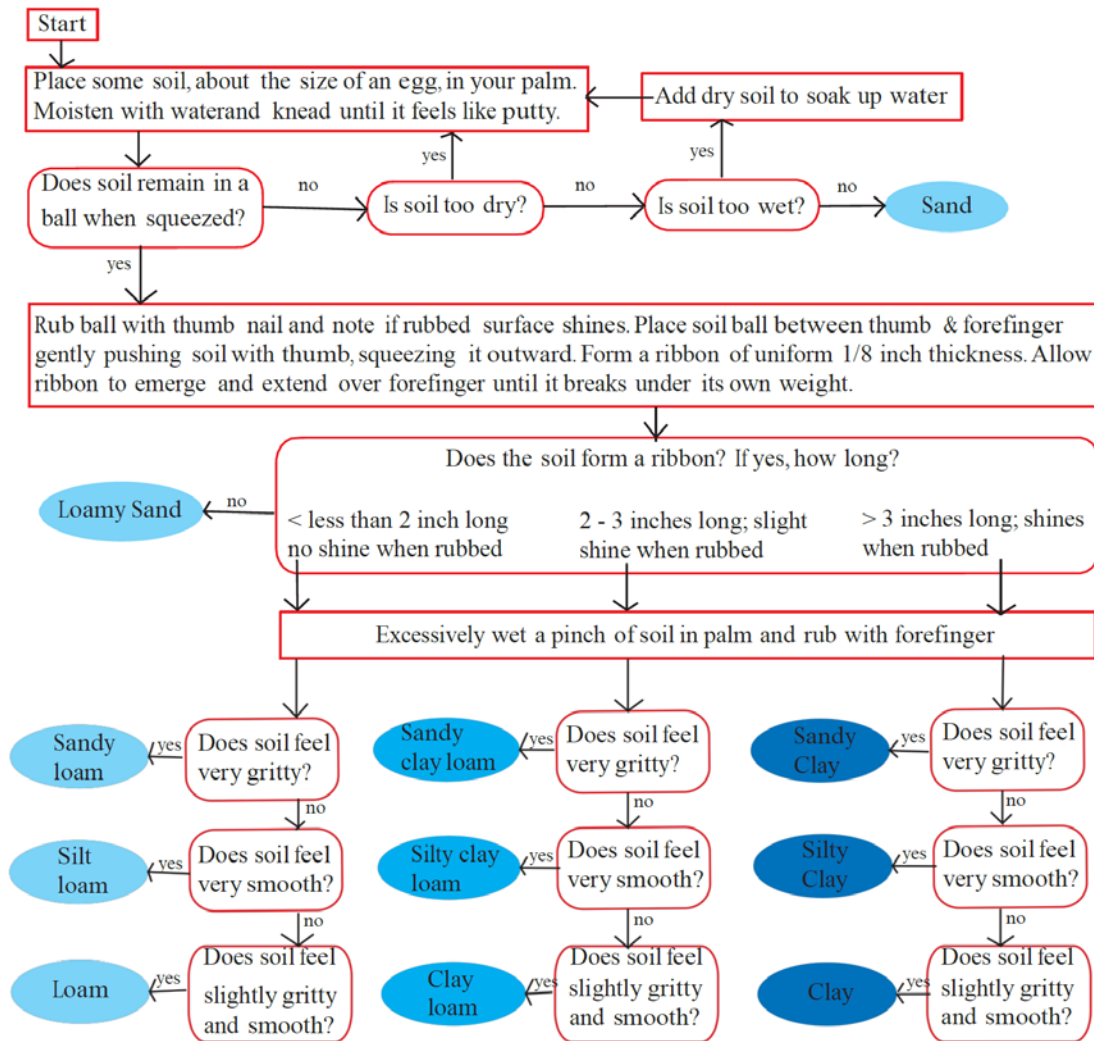 Start
Place some soil, about the size of an egg, in your palm.
Moisten with waterand knead until it feels like putty.
Add dry soil to soak up water
yes
yes
Does soil remain in a
ball when squeezed?
no
Is soil too dry?
no
Is soil too wet?
no
Sand
yes
Rub ball with thumb nail and note if rubbed surface shines. Place soil ball between thumb & forefinger
gently pushing soil with thumb, squeezing it outward. Form a ribbon of uniform 1/8 inch thickness. Allow
ribbon to emerge and extend over forefinger until it breaks under its own weight.
Does the soil form a ribbon? If yes, how long?
Loamy Sand
no
< less than 2 inch long
no shine when rubbed
2 - 3 inches long; slight
shine when rubbed
> 3 inches long; shines
when rubbed
Excessively wet a pinch of soil in palm and rub with forefinger
Sandy
loam
yes
Does soil feel
very gritty?
Sandy
clay loam
yes
Does soil feel
very gritty?
Sandy
Clay
yes
Does soil feel
very gritty?
no
no
no
Silt
loam
yes
Does soil feel
very smooth?
Silty clay
loam
yes
Does soil feel
very smooth?
Silty
Clay
yes
Does soil feel
very smooth?
no
no
no
Loam
yes
Does soil feel
slightly gritty
and smooth?
Clay
loam
yes
Does soil feel
slightly gritty
and smooth?
Clay
yes
Does soil feel
slightly gritty
and smooth?